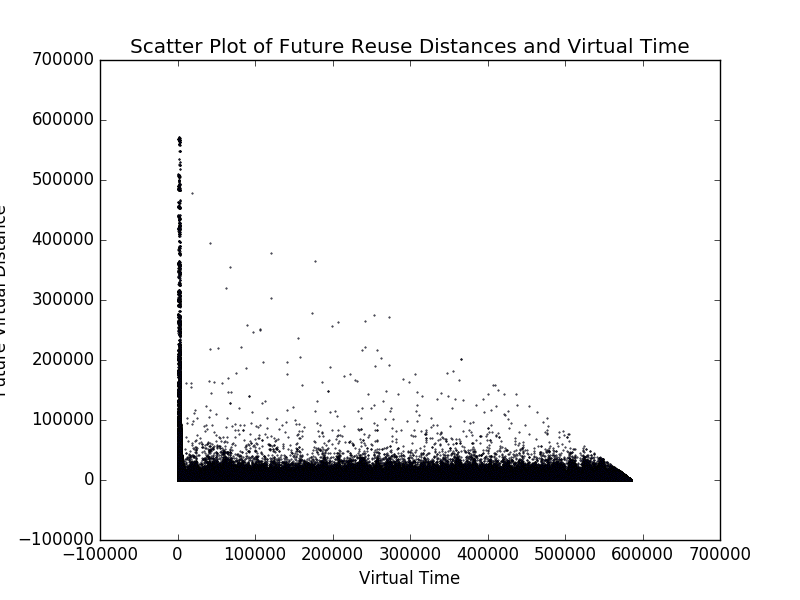 Scatter Plot of Future Reuse Distances and Virtual Time
700000
600000
500000
400000
300000
200000
100000
0
−100000
Future Virtual Distance
−100000 0 100000 200000 300000 400000 500000 600000 700000
Virtual Time